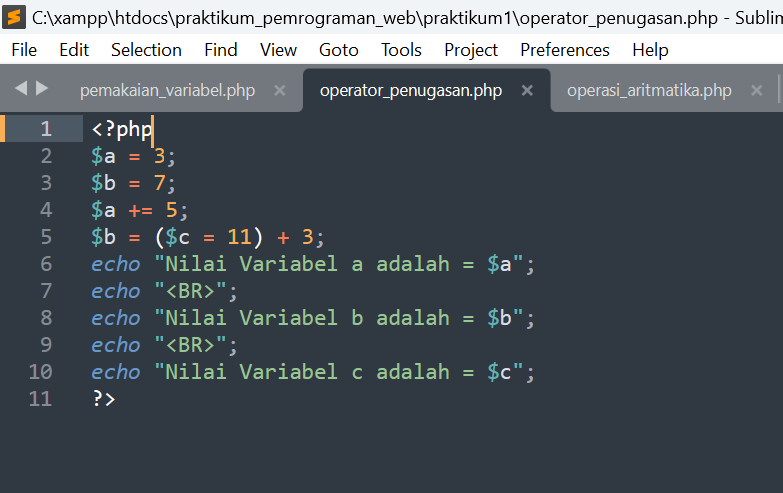 C:\xampp\htdocs\praktikum_pemrograman_web\praktikum1\operator_penugasan.php - Sublim
File Edit Selection Find View Goto Tools Project Preferences Help
pemakaian_variabel.php × operator_penugasan.php × operasi_aritmatika.php ×
1 <?php
2 $a = 3;
3 $b = 7;
4 $a += 5;
5 $b = ($c = 11) + 3;
6 echo "Nilai Variabel a adalah = $a";
7 echo "<BR>";
8 echo "Nilai Variabel b adalah = $b";
9 echo "<BR>";
10 echo "Nilai Variabel c adalah = $c";
11 ?>